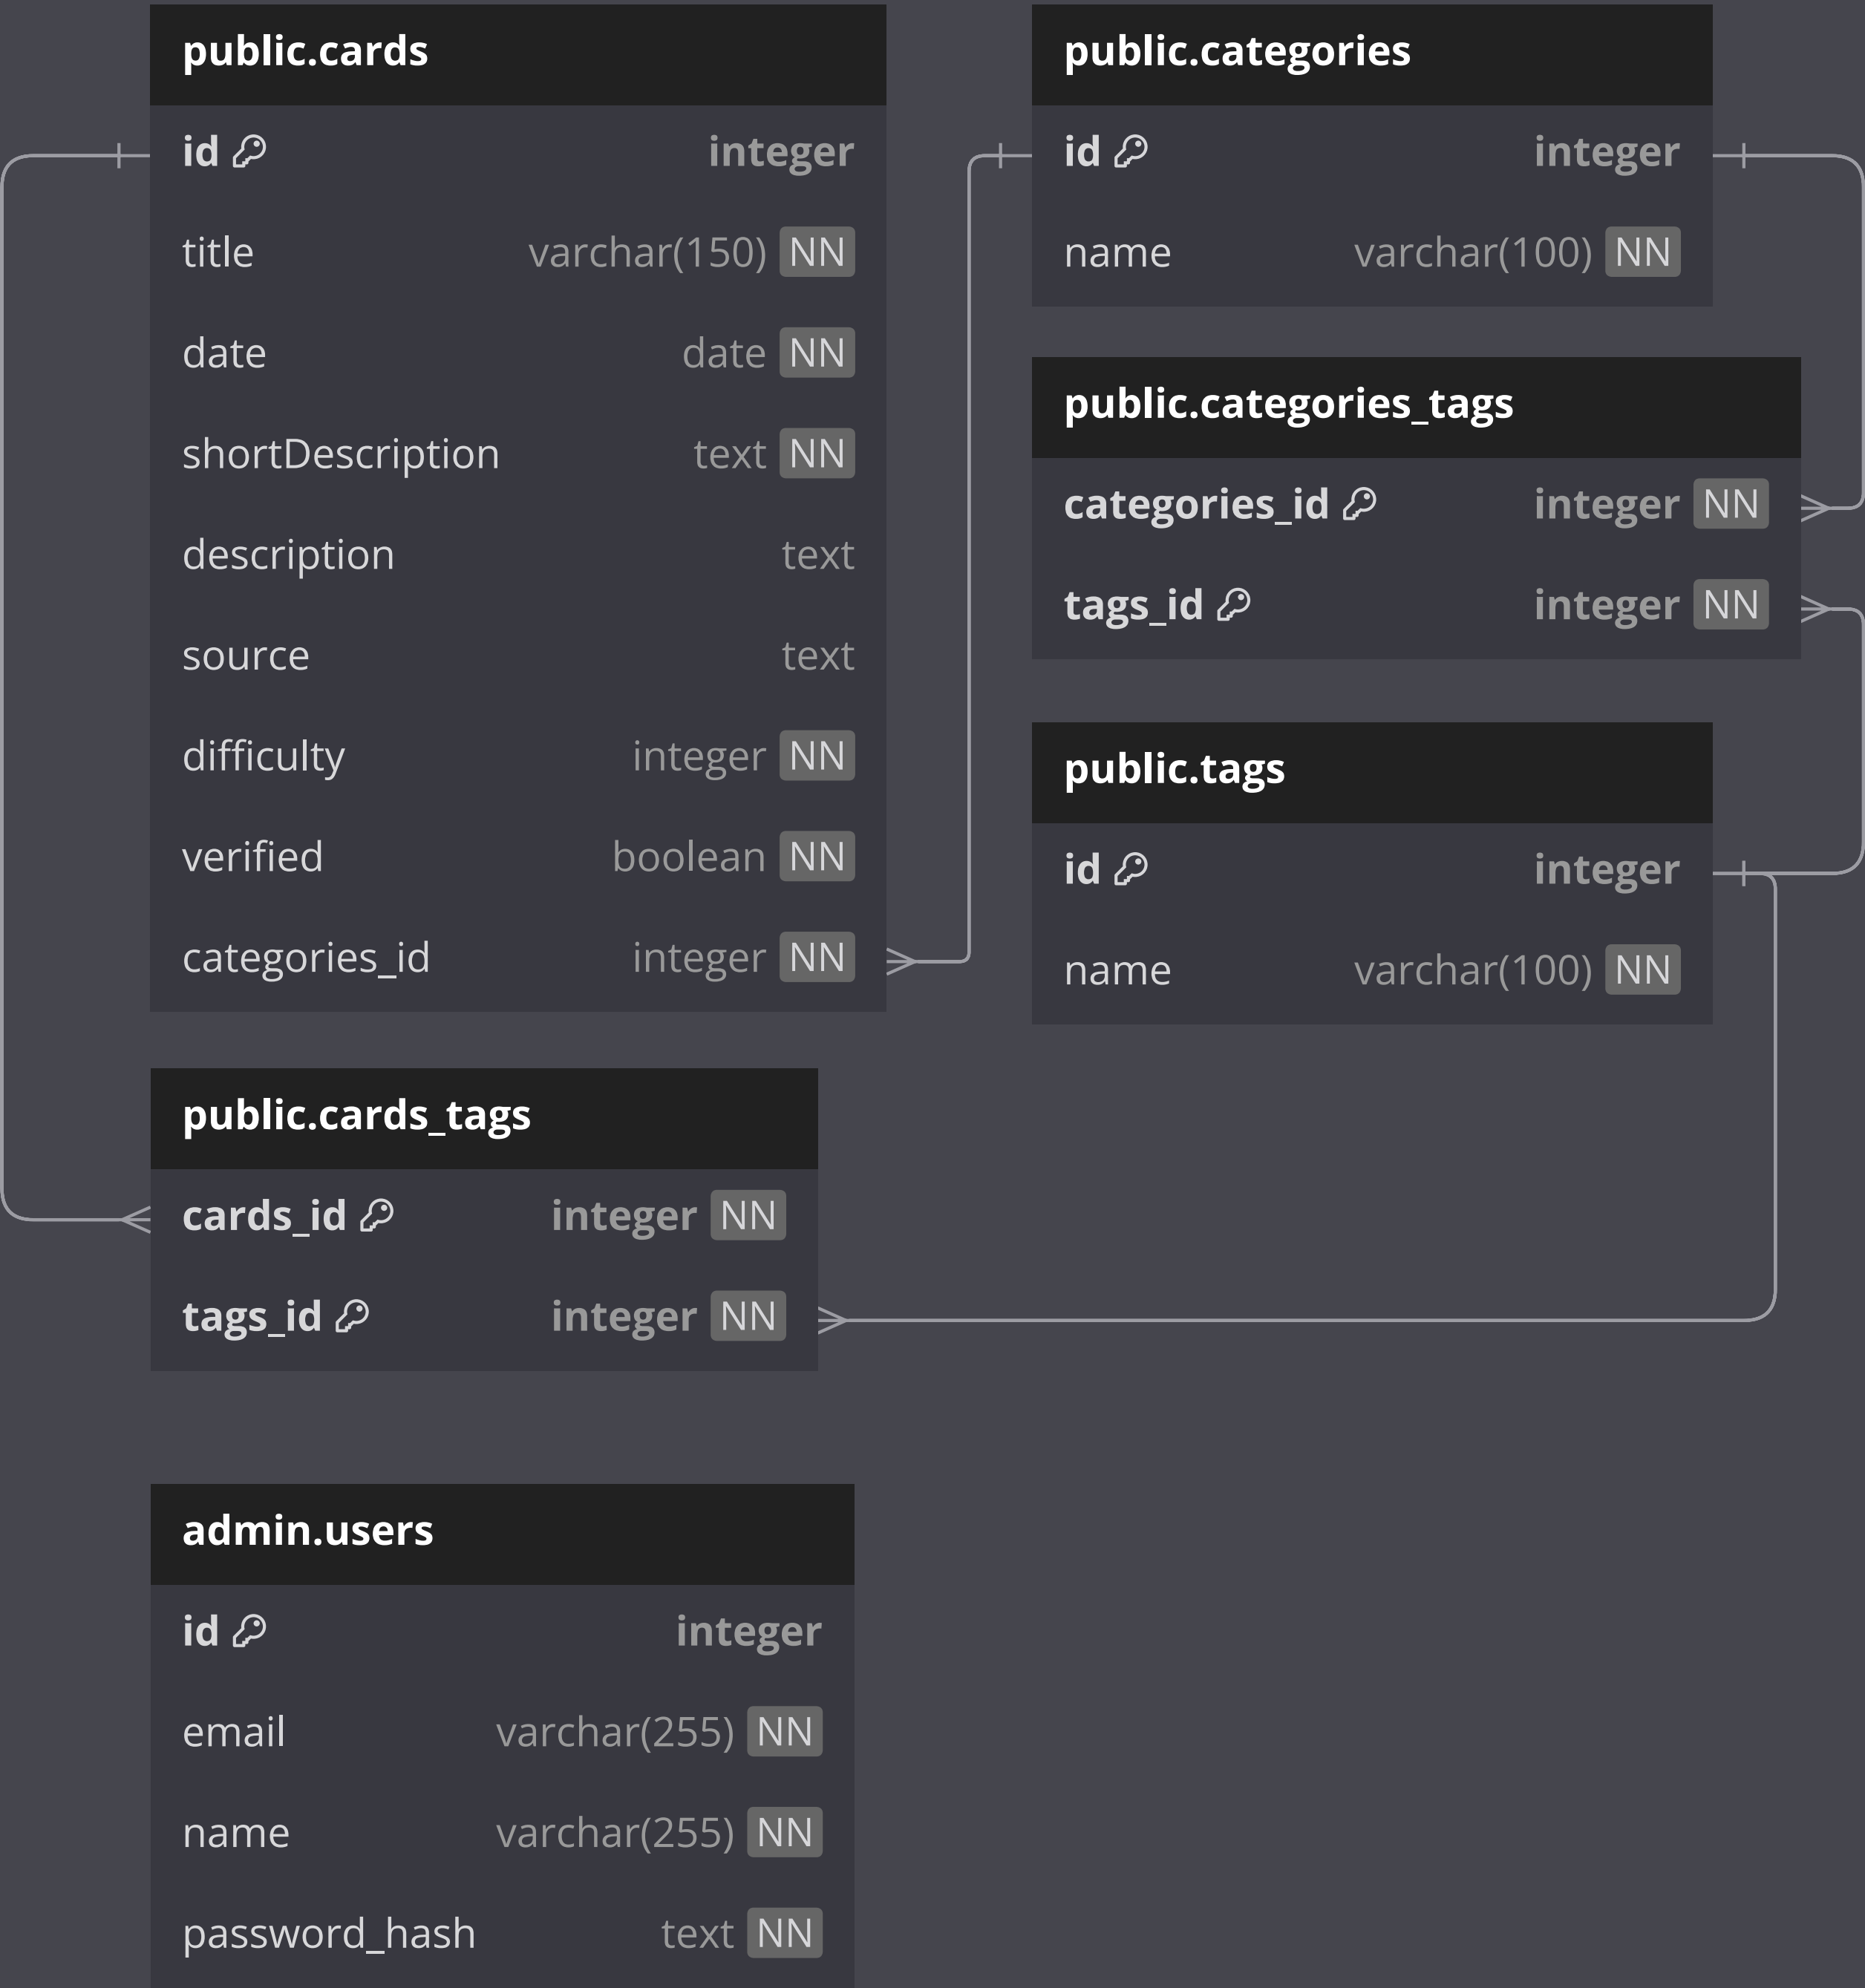 public.cards
id integer
title varchar(150) NN
date date NN
shortDescription text NN
description text
source text
difficulty integer NN
verified boolean NN
categories_id integer NN
public.categories
id integer
name varchar(100) NN
public.categories_tags
categories_id integer NN
tags_id integer NN
public.tags
id integer
name varchar(100) NN
public.cards_tags
cards_id integer NN
tags_id integer NN
admin.users
id integer
email varchar(255) NN
name varchar(255) NN
password_hash text NN